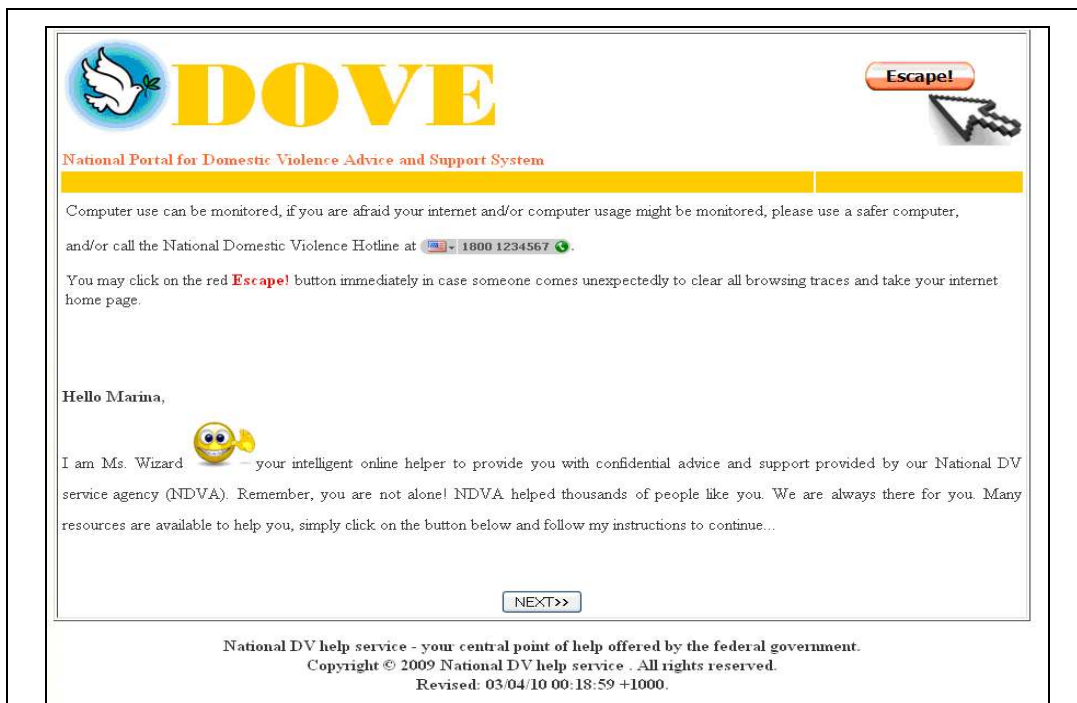 DOVE
Escape!
National Portal for Domestic Violence Advice and Support System
Computer use can be monitored, if you are afraid your internet and/or computer usage might be monitored, please use a safer computer,
and/or call the National Domestic Violence Hotline at 1800 1234567 .
You may click on the red Escape! button immediately in case someone comes unexpectedly to clear all browsing traces and take your internet
home page.
Hello Marina,
I am Ms. Wizard – your intelligent online helper to provide you with confidential advice and support provided by our National DV
service agency (NDVA). Remember, you are not alone! NDVA helped thousands of people like you. We are always there for you. Many
resources are available to help you, simply click on the button below and follow my instructions to continue...
NEXT>>
National DV help service - your central point of help offered by the federal government.
Copyright © 2009 National DV help service . All rights reserved.
Revised: 03/04/10 00:18:59 +1000.